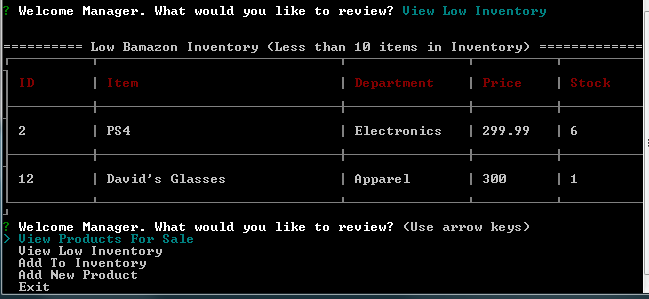 ? Welcome Manager. What would you like to review? View Low Inventory
========== Low Bamazon Inventory (Less than 10 items in Inventory) =============
ID | Item | Department | Price | Stock
2 | PS4 | Electronics | 299.99 | 6
12 | David's Glasses | Apparel | 300 | 1
? Welcome Manager. What would you like to review? (Use arrow keys)
> View Products For Sale
View Low Inventory
Add To Inventory
Add New Product
Exit